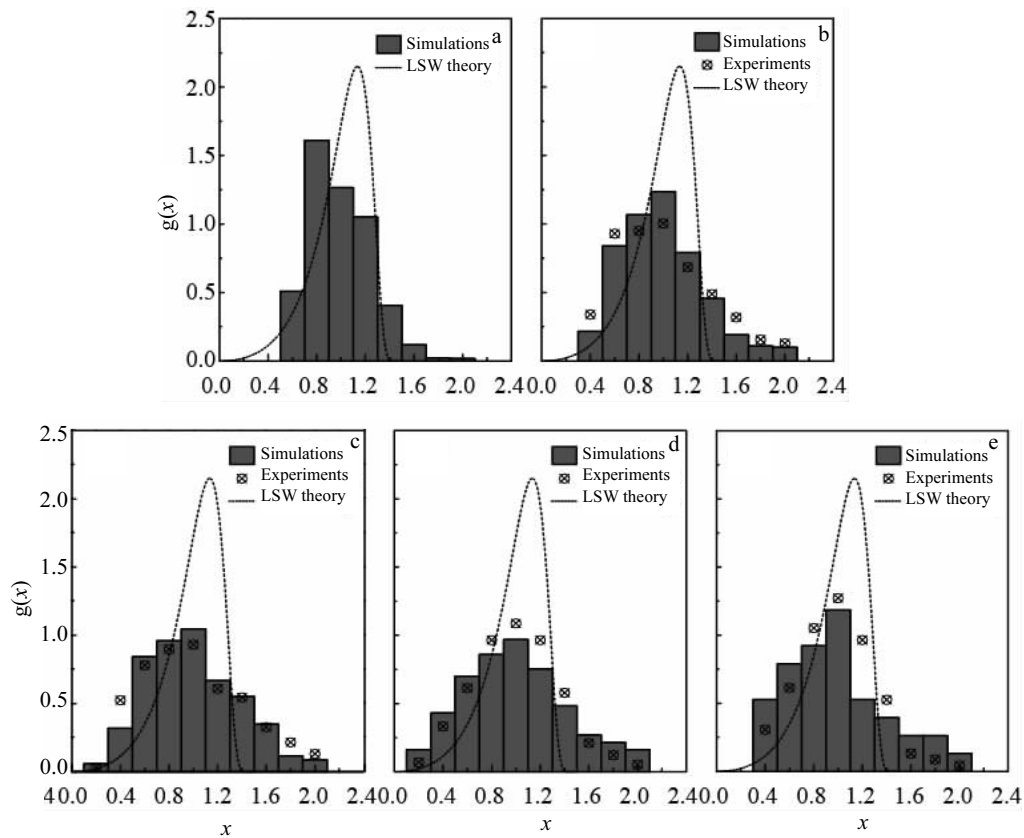 2.5
2.0
1.5
1.0
0.5
0.0
g(x)
Simulations
LSW theory
a
0.0 0.4 0.8 1.2 1.6 2.0 2.4
Simulations
Experiments
LSW theory
b
0.0 0.4 0.8 1.2 1.6 2.0 2.4
2.5
2.0
1.5
1.0
0.5
0.0
g(x)
Simulations
Experiments
LSW theory
c
40.0 0.4 0.8 1.2 1.6 2.0 2.4
x
Simulations
Experiments
LSW theory
d
0.0 0.4 0.8 1.2 1.6 2.0 2.4
x
Simulations
Experiments
LSW theory
e
0.0 0.4 0.8 1.2 1.6 2.0 2.4
x